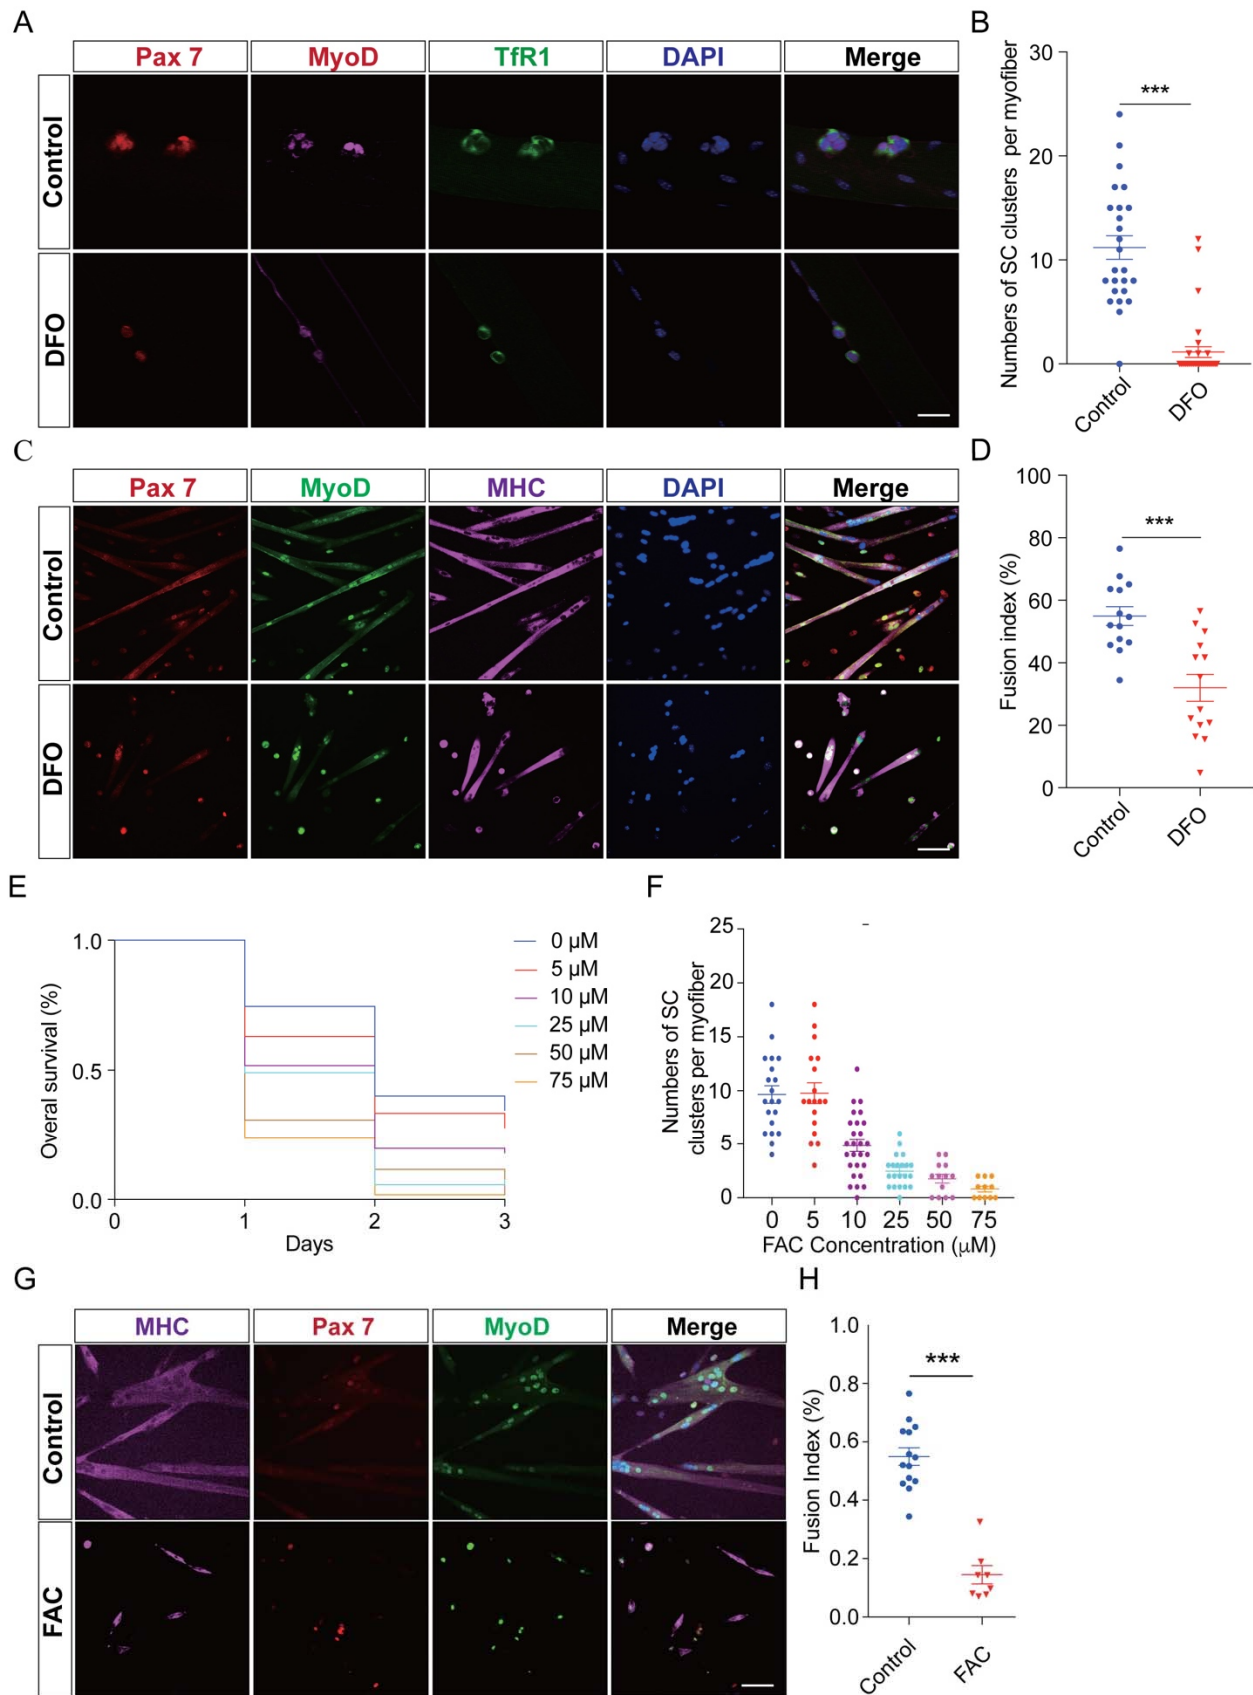 A
Pax 7 MyoD TfR1 DAPI Merge
Control
DFO
B
Numbers of SC clusters per myofiber
30
20
10
0
***
Control DFO
C
Pax 7 MyoD MHC DAPI Merge
Control
DFO
D
Fusion index (%)
100
80
60
40
20
0
***
Control DFO
E
Overal survival (%)
1.0
0.5
0.0
0 1 2 3
Days
0 µM
5 µM
10 µM
25 µM
50 µM
75 µM
F
Numbers of SC
clusters per myofiber
25
20
15
10
5
0
0 5 10 25 50 75
FAC Concentration (µM)
G
MHC Pax 7 MyoD Merge
Control
FAC
H
Fusion Index (%)
1.0
0.8
0.6
0.4
0.2
0.0
***
Control FAC